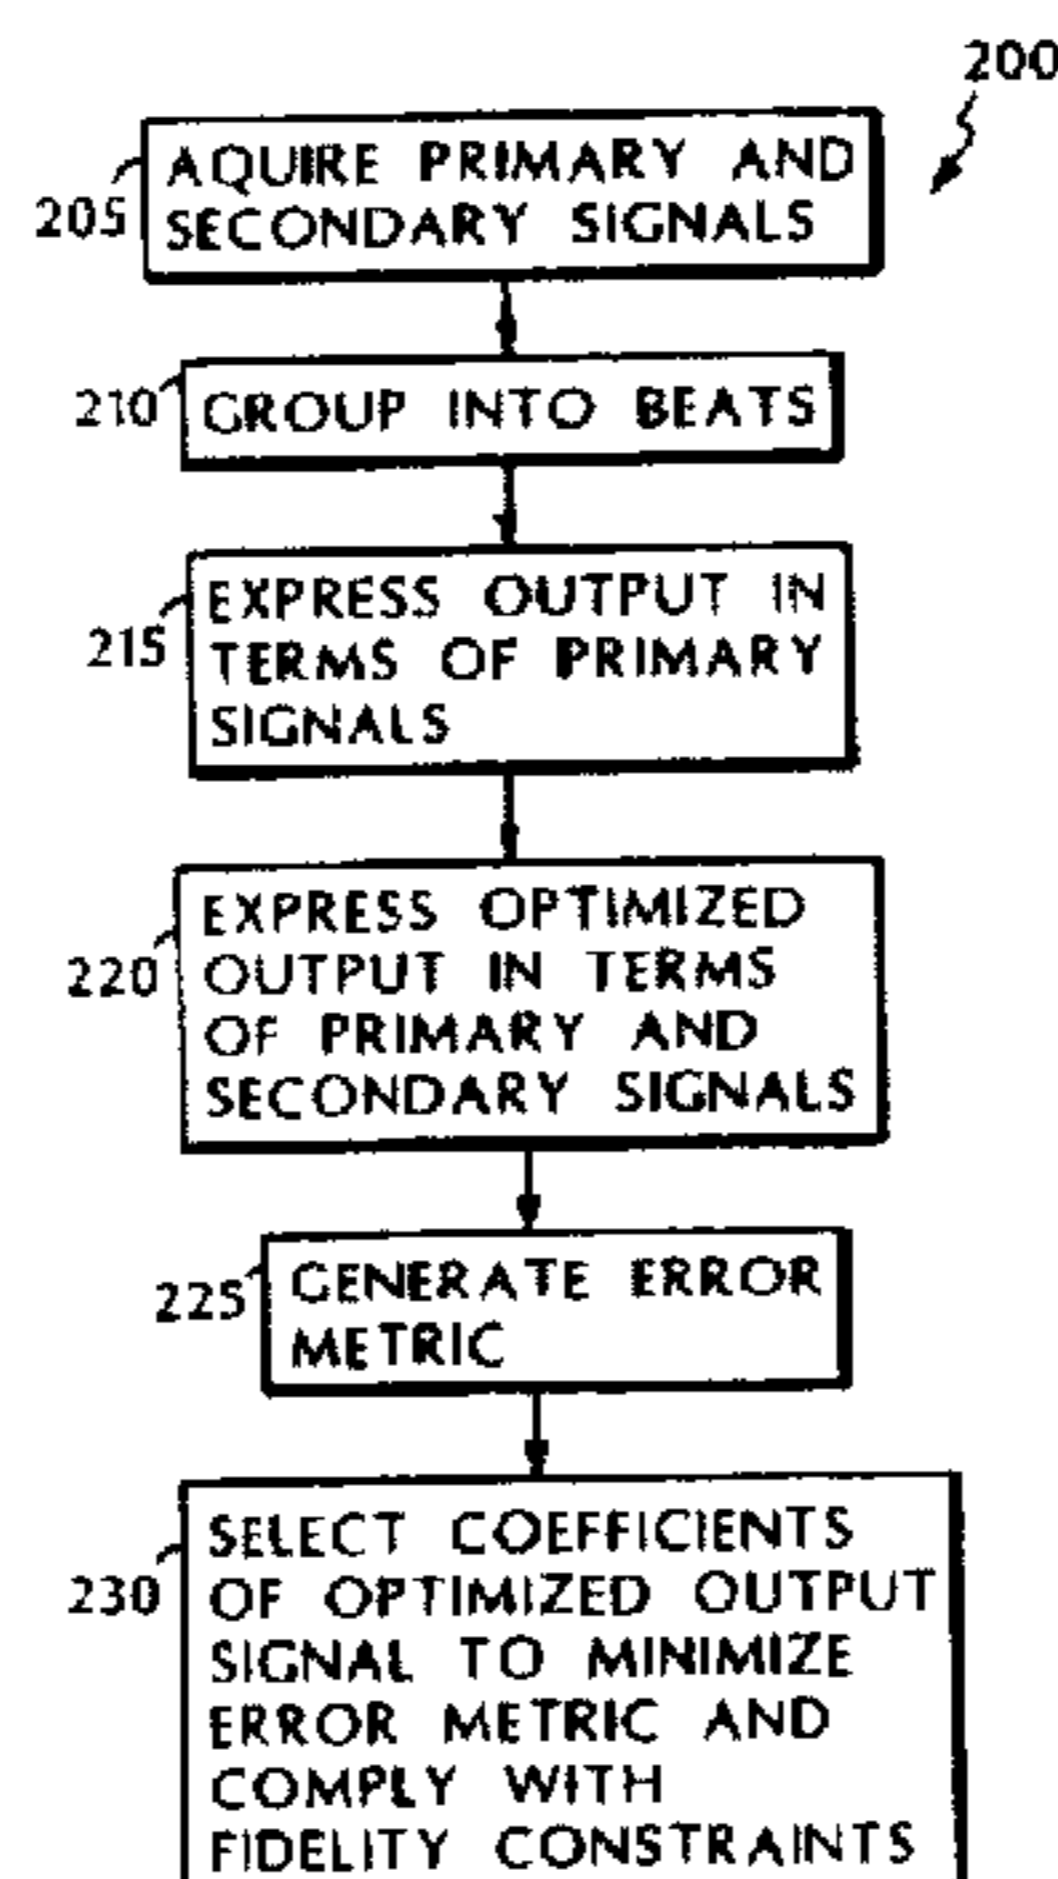 200
205
AQUIRE PRIMARY AND
SECONDARY SIGNALS
210
GROUP INTO BEATS
215
EXPRESS OUTPUT IN
TERMS OF PRIMARY
SIGNALS
220
EXPRESS OPTIMIZED
OUTPUT IN TERMS
OF PRIMARY AND
SECONDARY SIGNALS
225
GENERATE ERROR
METRIC
230
SELECT COEFFICIENTS
OF OPTIMIZED OUTPUT
SIGNAL TO MINIMIZE
ERROR METRIC AND
COMPLY WITH
FIDELITY CONSTRAINTS